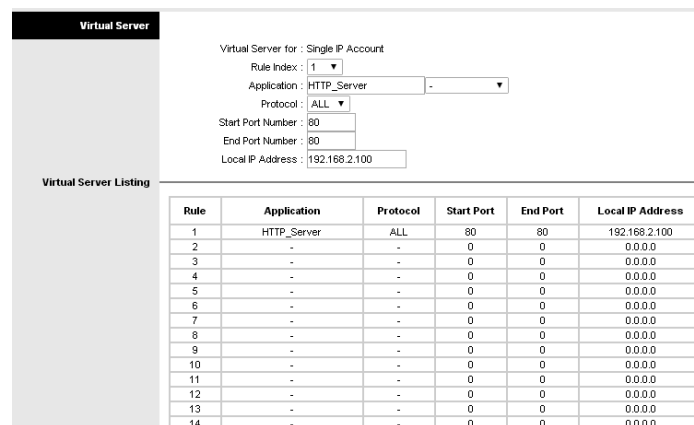 Virtual Server
Virtual Server for : Single IP Account
Rule Index : 1
Application : HTTP_Server -
Protocol : ALL
Start Port Number : 80
End Port Number : 80
Local IP Address : 192.168.2.100
Virtual Server Listing
Rule Application Protocol Start Port End Port Local IP Address
1 HTTP_Server ALL 80 80 192.168.2.100
2 - - 0 0 0.0.0.0
3 - - 0 0 0.0.0.0
4 - - 0 0 0.0.0.0
5 - - 0 0 0.0.0.0
6 - - 0 0 0.0.0.0
7 - - 0 0 0.0.0.0
8 - - 0 0 0.0.0.0
9 - - 0 0 0.0.0.0
10 - - 0 0 0.0.0.0
11 - - 0 0 0.0.0.0
12 - - 0 0 0.0.0.0
13 - - 0 0 0.0.0.0
14 - - 0 0 0.0.0.0